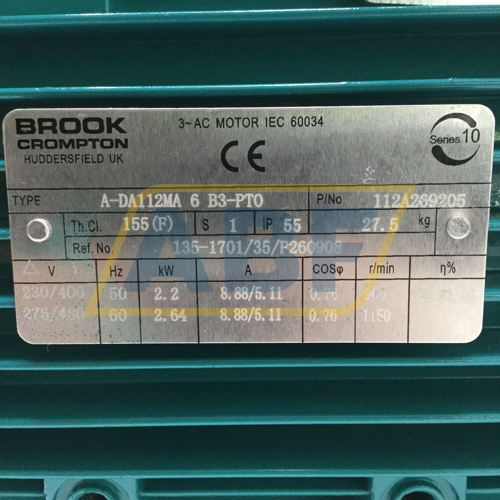 BROOK
CROMPTON
HUDDERSFIELD UK
3~ AC MOTOR IEC 60034
CE
Series 10
TYPE A-DA112MA 6 B3-PTO P/No 112A269205
Th.Cl. 155(F) S 1 IP 55 27.5 kg
Ref.No. 135-1701/35/P260908
△ Y
V Hz kW A COSφ r/min η%
230/400 50 2.2 8.88/5.11 0.76
276/480 60 2.64 8.88/5.11 0.76 1150
ABF